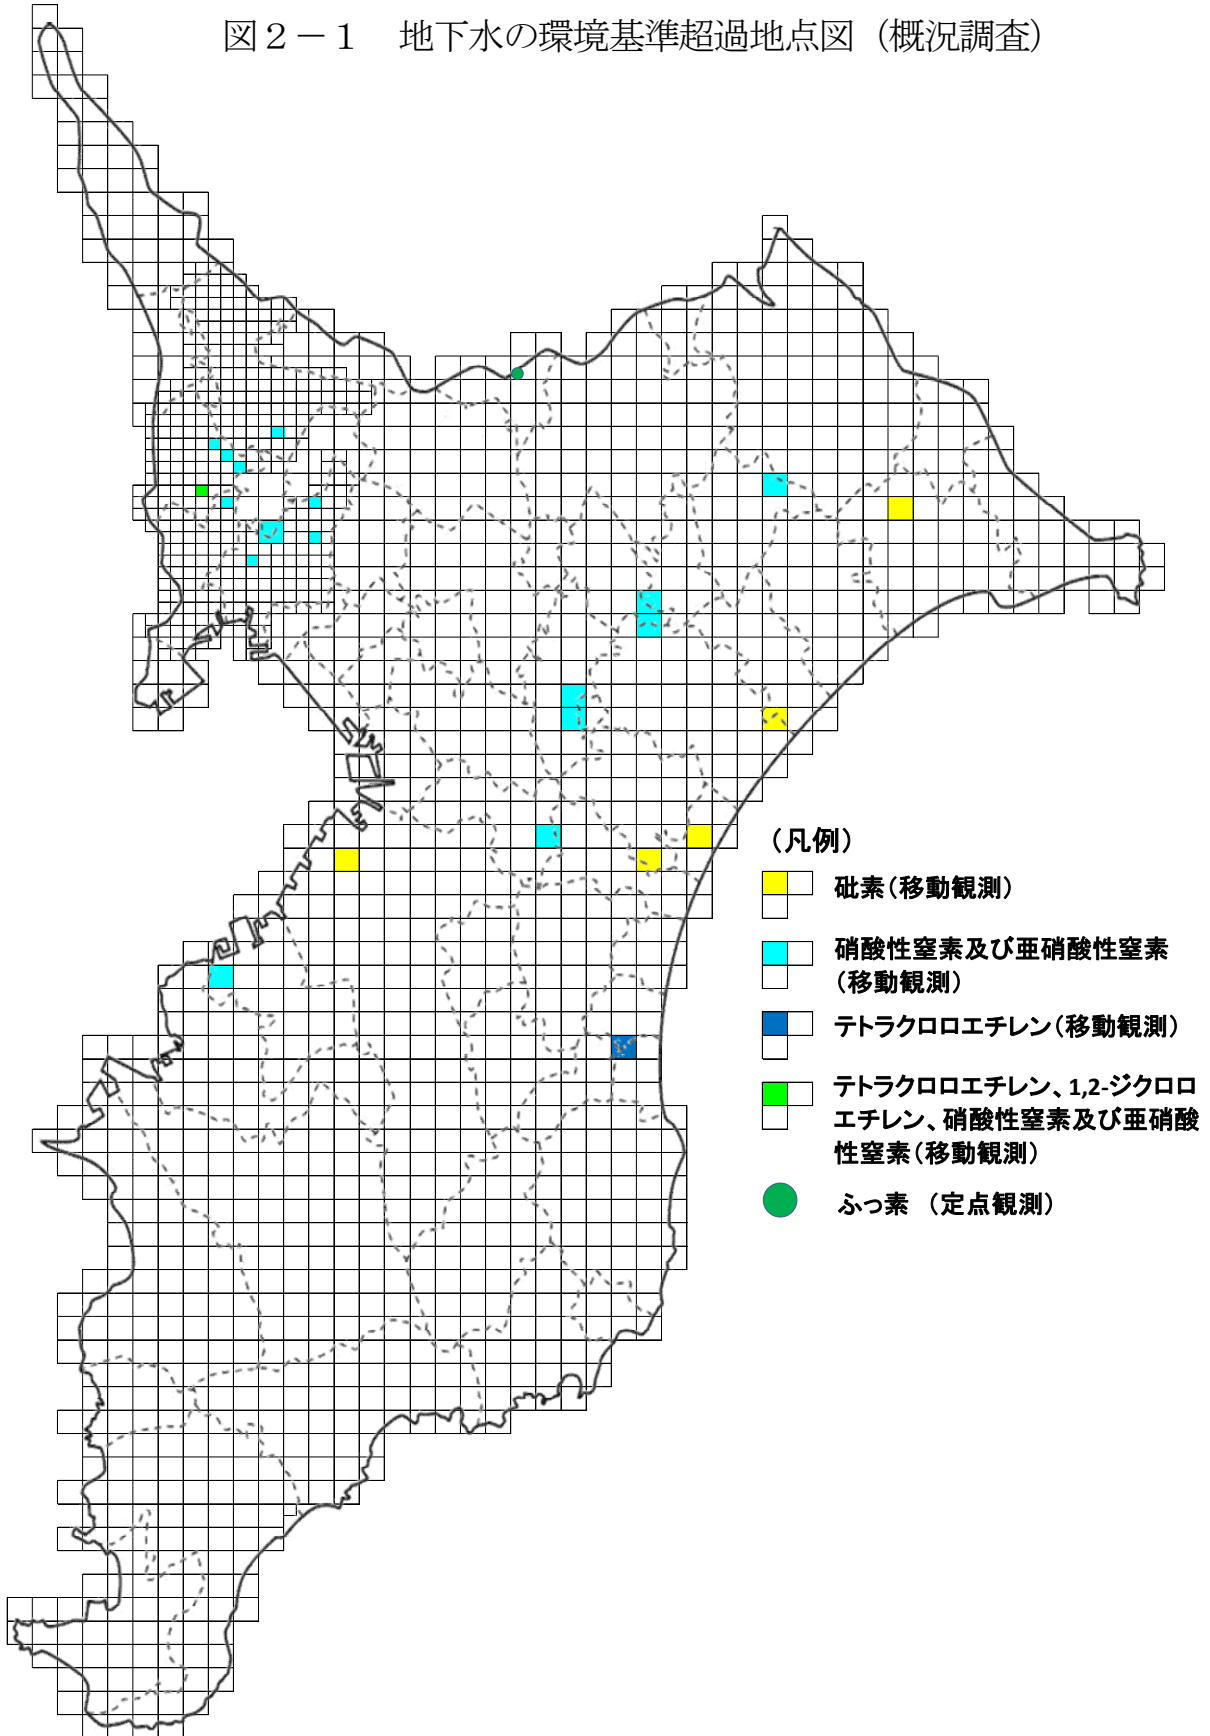 図2－1　地下水の環境基準超過地点図（概況調査）
（凡例）
砒素（移動観測）
硝酸性窒素及び亜硝酸性窒素
（移動観測）
テトラクロロエチレン（移動観測）
テトラクロロエチレン、1,2-ジクロロ
エチレン、硝酸性窒素及び亜硝酸
性窒素（移動観測）
ふっ素　（定点観測）